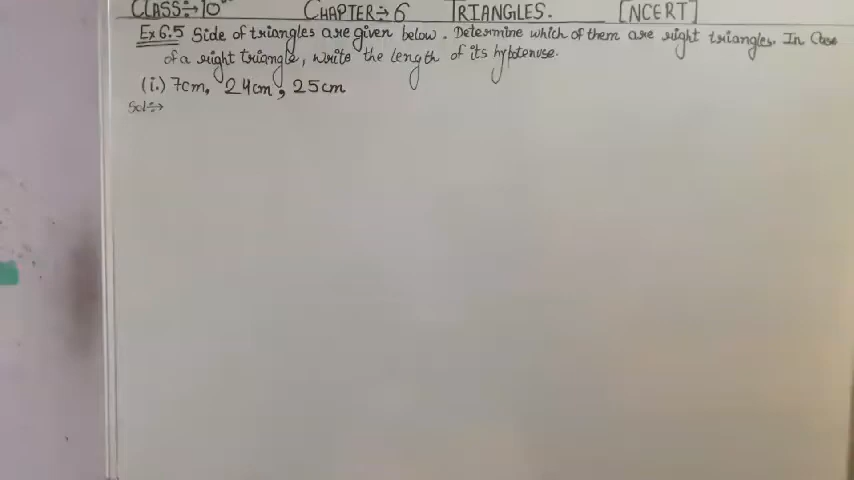 CLASS:→10th CHAPTER→6 TRIANGLES. [NCERT]
Ex 6.5 Side of triangles are given below. Determine which of them are right triangles. In Case
of a right triangle, write the length of its hypotenuse.
(i.) 7cm, 24cm, 25cm
Sol:→